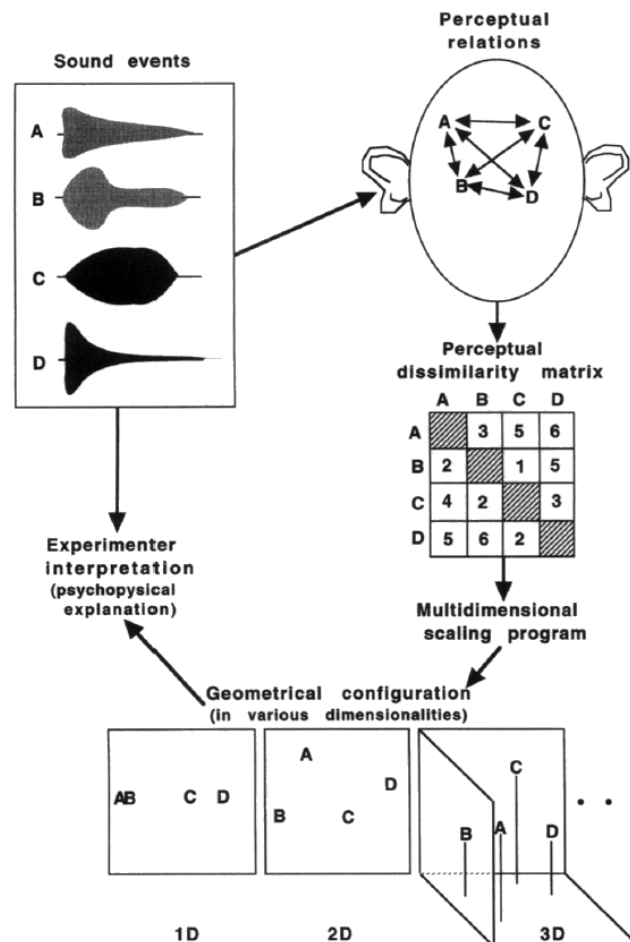 Sound events
A
B
C
D
Perceptual
relations
A C
B D
Perceptual
dissimilarity matrix
A B C D
A 3 5 6
B 2 1 5
C 4 2 3
D 5 6 2
Experimenter
interpretation
(psychopysical
explanation)
Multidimensional
scaling program
Geometrical configuration
(in various dimensionalities)
AB C D
A
D
B C
C
B A D
1D 2D 3D